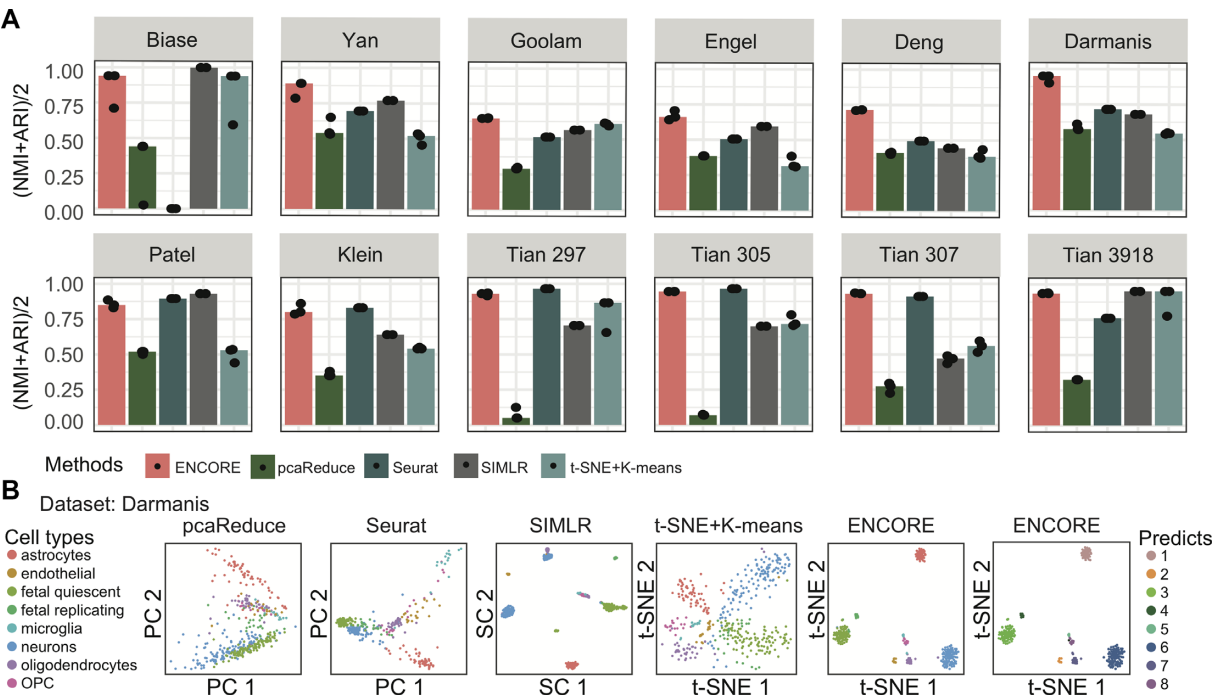 A
Biase Yan Goolam Engel Deng Darmanis
(NMI+ARI)/2
1.00
0.75
0.50
0.25
0.00
Patel Klein Tian 297 Tian 305 Tian 307 Tian 3918
(NMI+ARI)/2
1.00
0.75
0.50
0.25
0.00
Methods ENCORE pcaReduce Seurat SIMLR t-SNE+K-means
B
Dataset: Darmanis
Cell types
astrocytes
endothelial
fetal quiescent
fetal replicating
microglia
neurons
oligodendrocytes
OPC
pcaReduce Seurat SIMLR t-SNE+K-means ENCORE ENCORE
PC 2 PC 2 SC 2 t-SNE 2 t-SNE 2 t-SNE 2
PC 1 PC 1 SC 1 t-SNE 1 t-SNE 1 t-SNE 1
Predicts
1
2
3
4
5
6
7
8